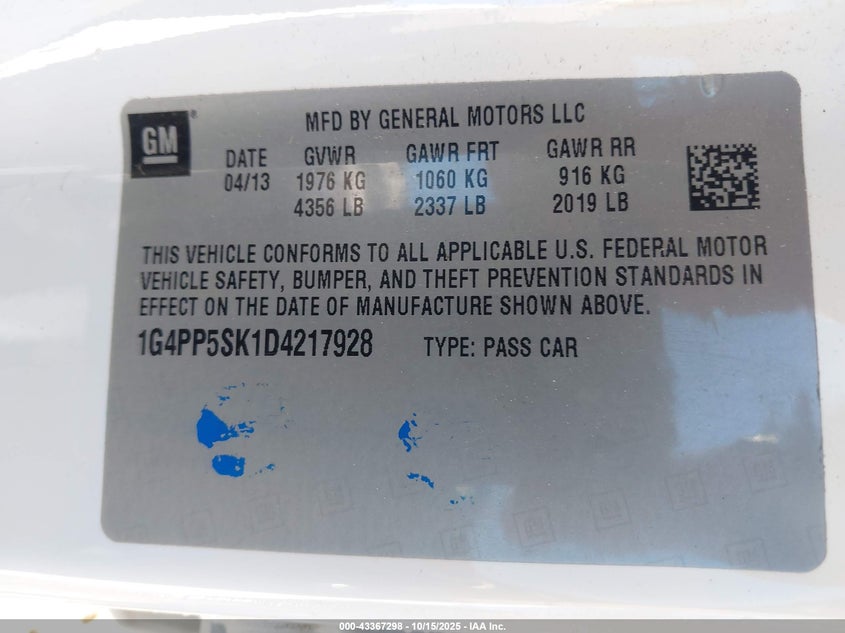 GM®
MFD BY GENERAL MOTORS LLC
DATE GVWR GAWR FRT GAWR RR
04/13 1976 KG 1060 KG 916 KG
4356 LB 2337 LB 2019 LB
THIS VEHICLE CONFORMS TO ALL APPLICABLE U.S. FEDERAL MOTOR
VEHICLE SAFETY, BUMPER, AND THEFT PREVENTION STANDARDS IN
EFFECT ON THE DATE OF MANUFACTURE SHOWN ABOVE.
1G4PP5SK1D4217928 TYPE: PASS CAR
000-43367298 - 10/15/2025 - IAA Inc.